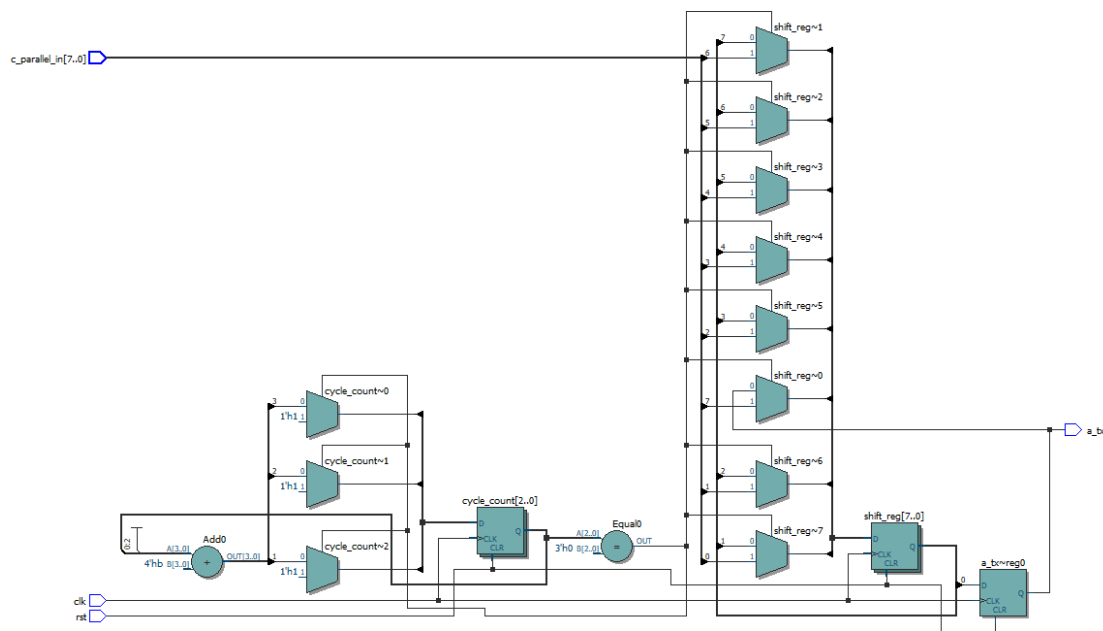 shift_reg~1
7
0
6
1
c_parallel_in[7..0]
shift_reg~2
6
0
5
1
shift_reg~3
5
0
4
1
shift_reg~4
4
0
3
1
shift_reg~5
3
0
2
1
shift_reg~0
0
7
1
a_tx
cycle_count~0
3
0
1'h1
1
cycle_count~1
2
0
1'h1
1
shift_reg~6
2
0
1
1
cycle_count[2..0]
D
Q
CLK
CLR
Equal0
A[2..0]
3'h0
B[2..0]
=
OUT
shift_reg~7
1
0
0
1
shift_reg[7..0]
D
Q
CLK
CLR
cycle_count~2
1
0
1'h1
1
0:2
Add0
A[3..0]
4'hb
B[3..0]
+
OUT[3..0]
a_tx~reg0
0
D
Q
CLK
CLR
clk
rst